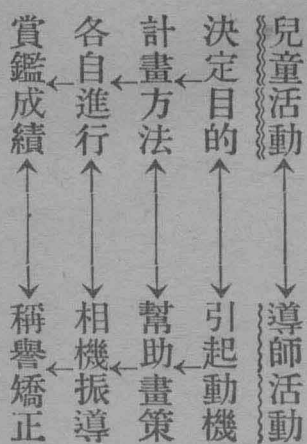 兒童活動 導師活動
決定目的 引起動機
計畫方法 幫助畫策
各自進行 相機振導
賞鑑成績 稱譽矯正